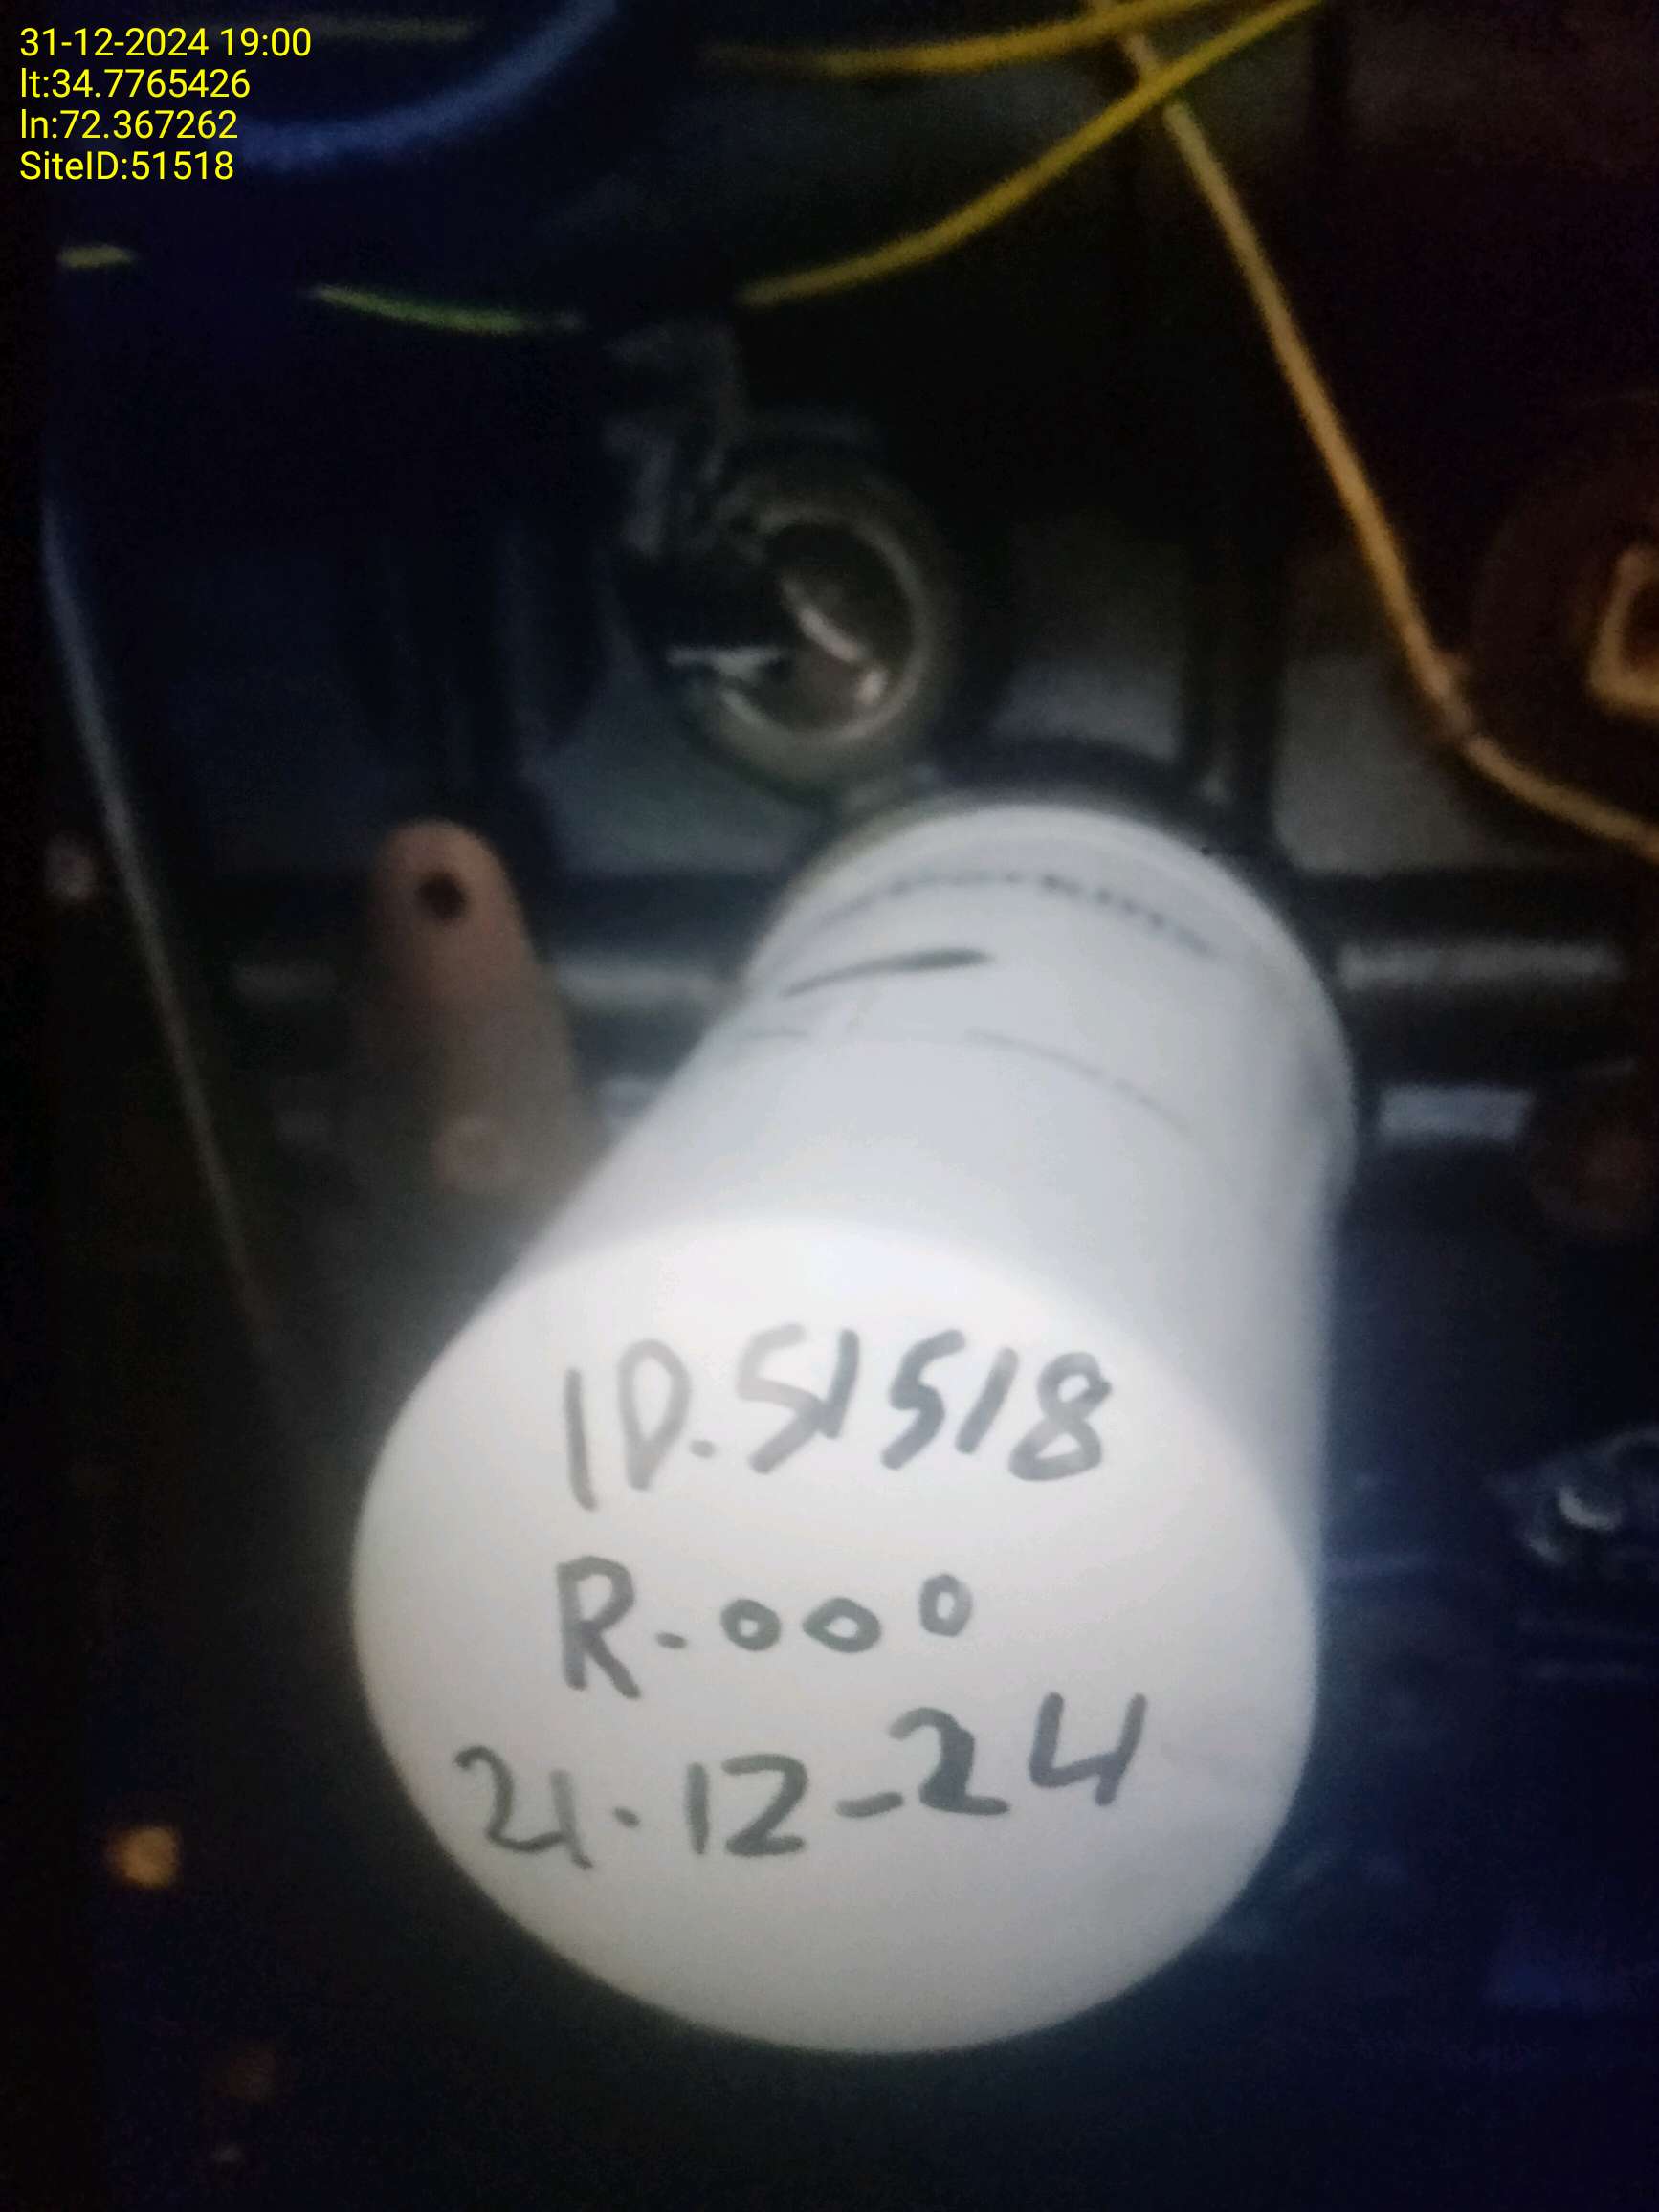 31-12-2024 19:00
lt:34.7765426
ln:72.367262
SiteID:51518
ID.51518
R-000
21.12-24